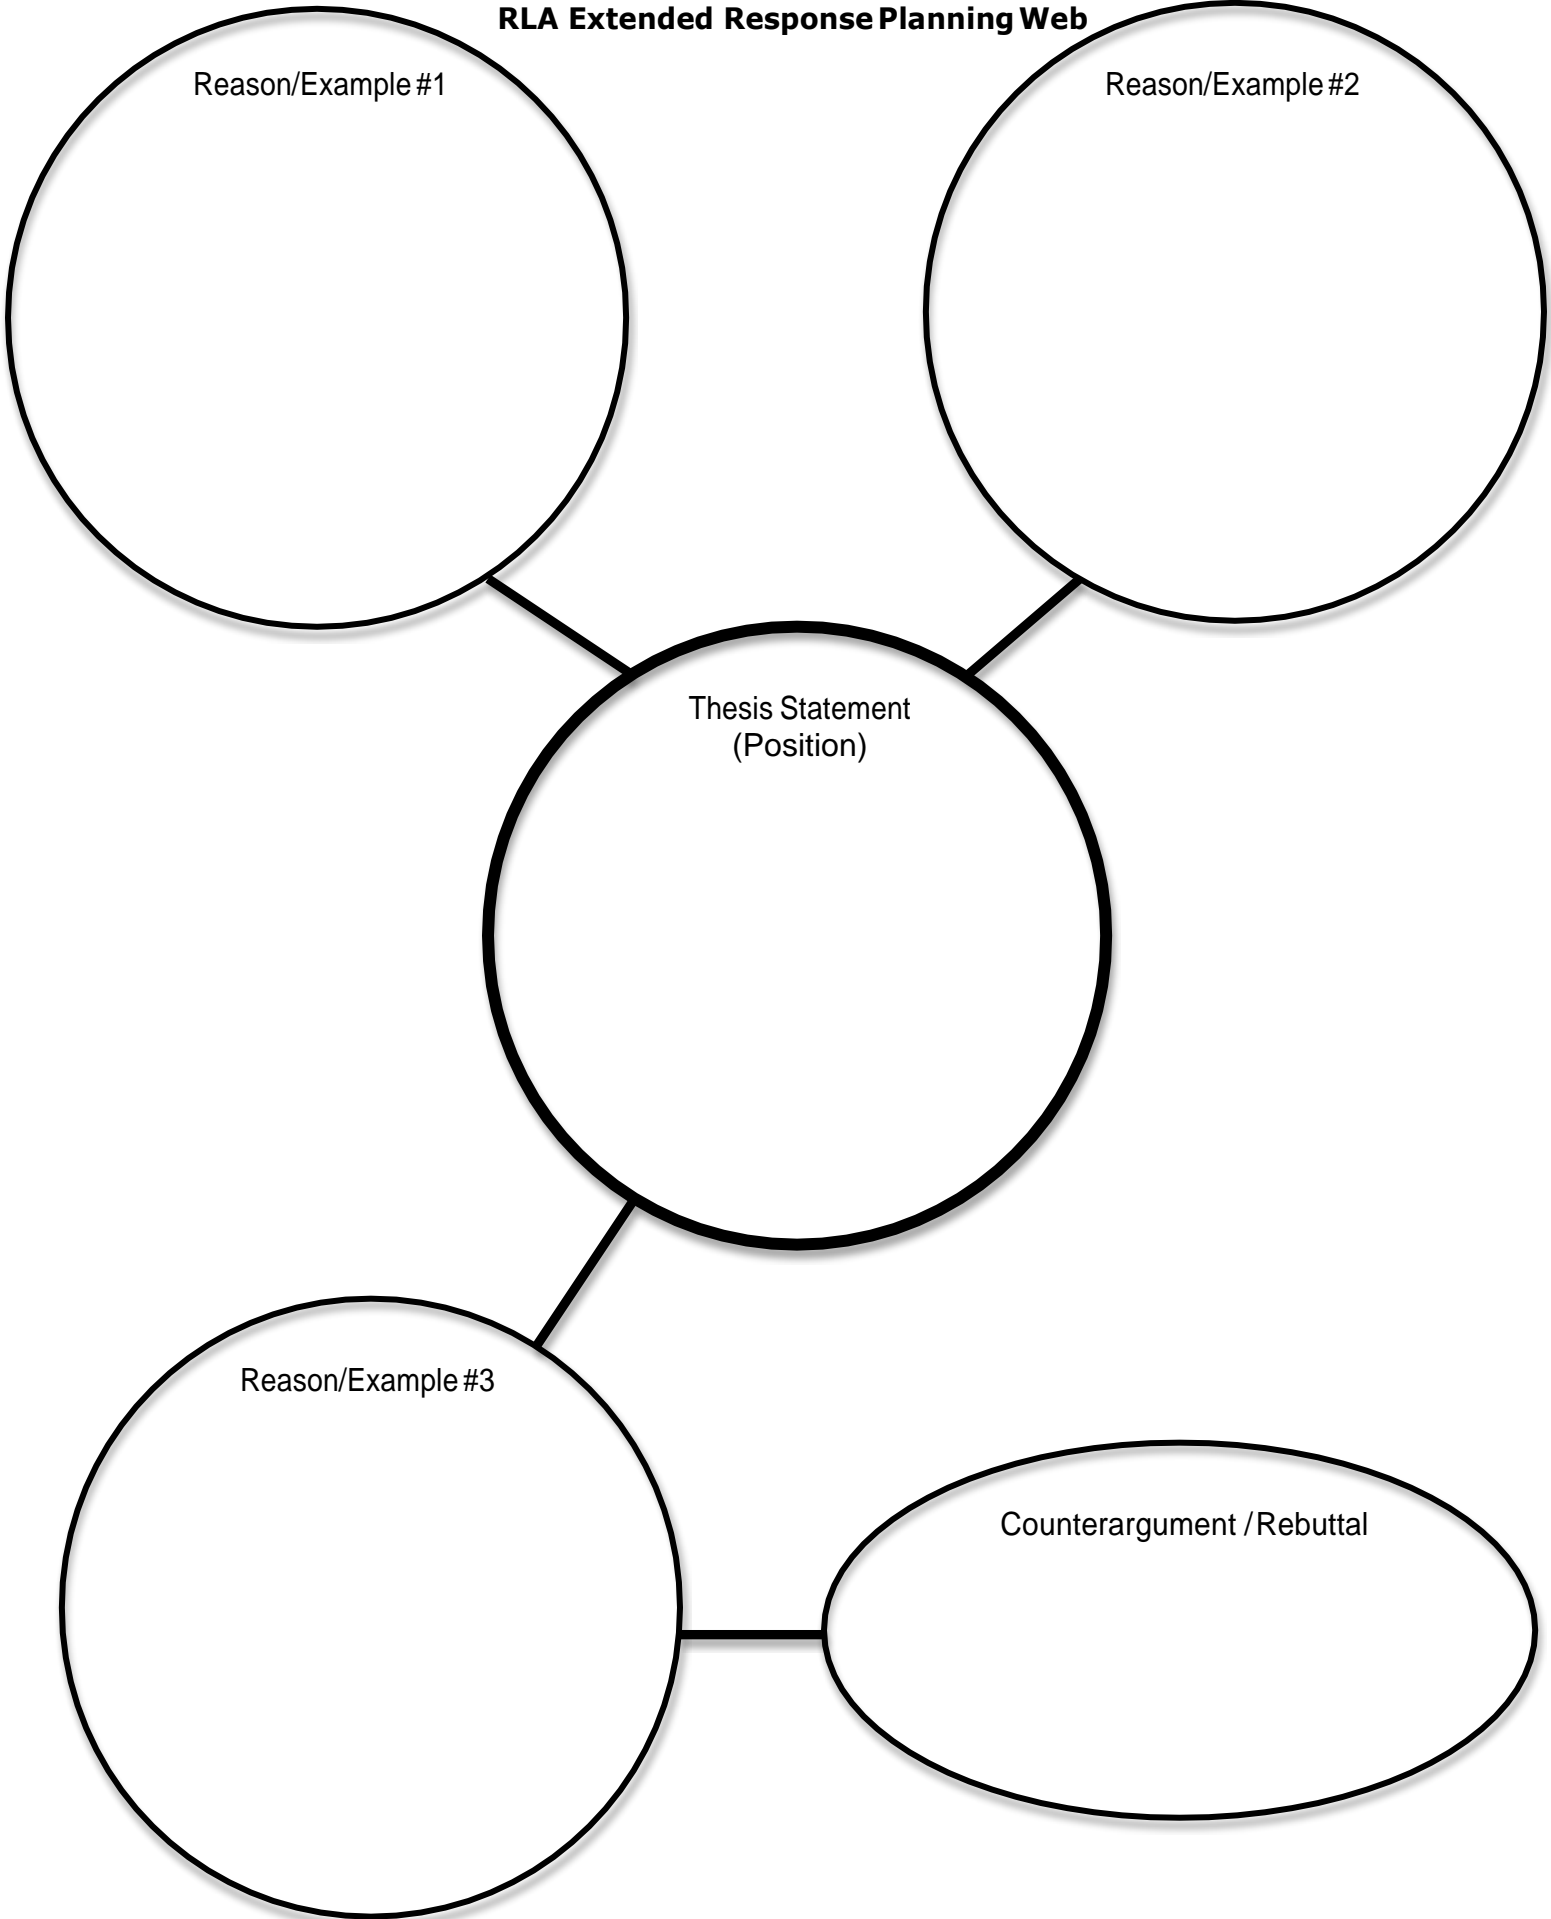 RLA Extended Response Planning Web
Reason/Example #1
Reason/Example #2
Thesis Statement
(Position)
Reason/Example #3
Counterargument / Rebuttal